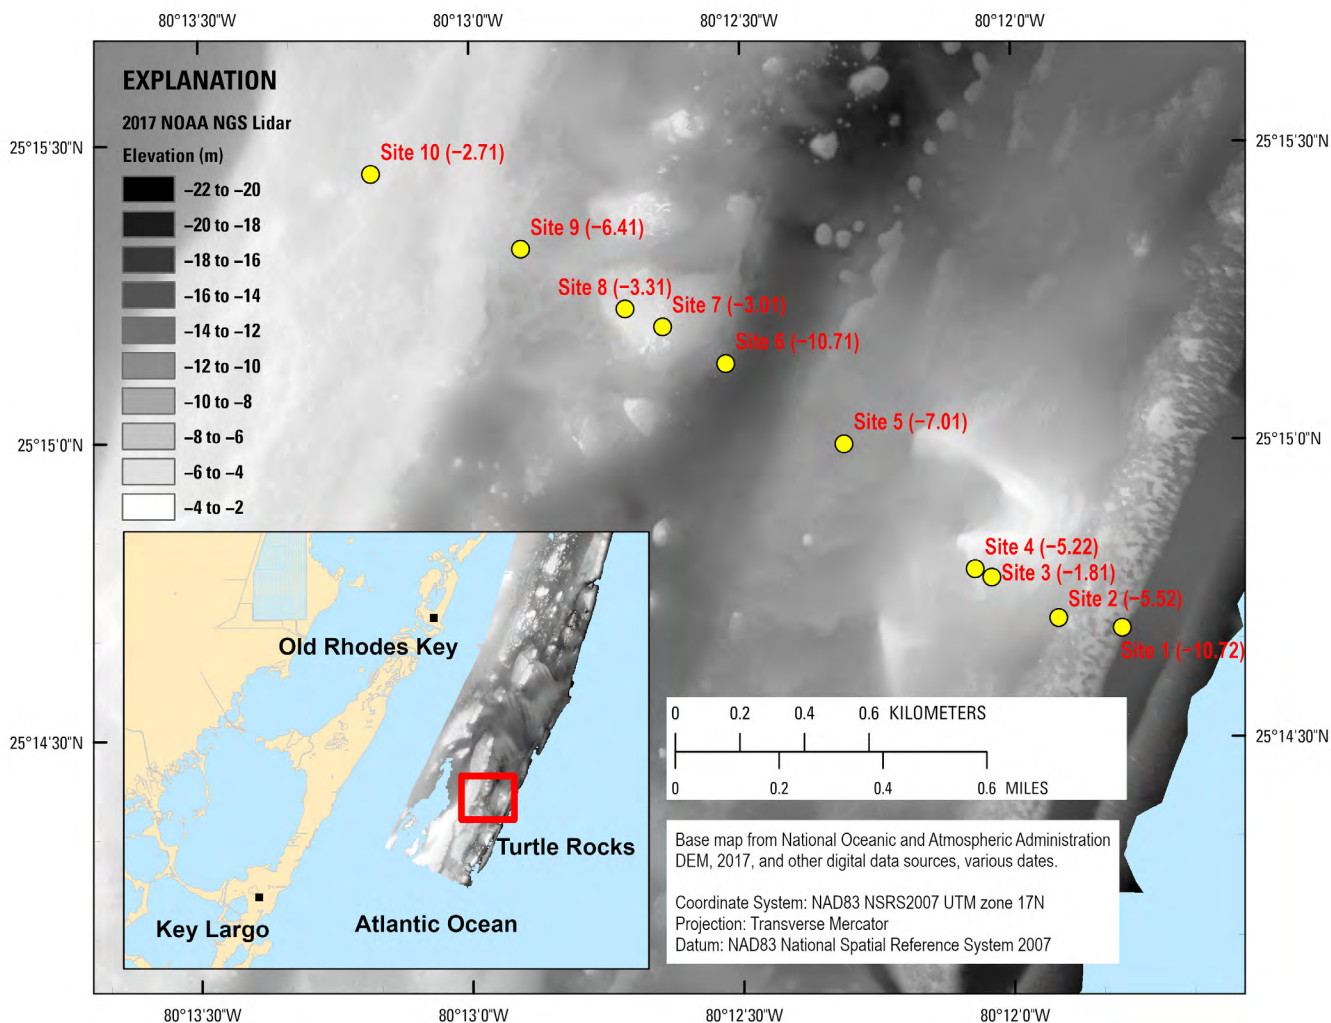 80°13'30"W
80°13'0"W
80°12'30"W
80°12'0"W
EXPLANATION
2017 NOAA NGS Lidar
Elevation (m)
−22 to −20
−20 to −18
−18 to −16
−16 to −14
−14 to −12
−12 to −10
−10 to −8
−8 to −6
−6 to −4
−4 to −2
25°15'30"N
25°15'30"N
25°15'0"N
25°15'0"N
25°14'30"N
25°14'30"N
Site 10 (−2.71)
Site 9 (−6.41)
Site 8 (−3.31)
Site 7 (−3.01)
Site 6 (−10.71)
Site 5 (−7.01)
Site 4 (−5.22)
Site 3 (−1.81)
Site 2 (−5.52)
Site 1 (−10.72)
Old Rhodes Key
Turtle Rocks
Key Largo
Atlantic Ocean
0 0.2 0.4 0.6 KILOMETERS
0 0.2 0.4 0.6 MILES
Base map from National Oceanic and Atmospheric Administration
DEM, 2017, and other digital data sources, various dates.
Coordinate System: NAD83 NSRS2007 UTM zone 17N
Projection: Transverse Mercator
Datum: NAD83 National Spatial Reference System 2007
80°13'30"W
80°13'0"W
80°12'30"W
80°12'0"W